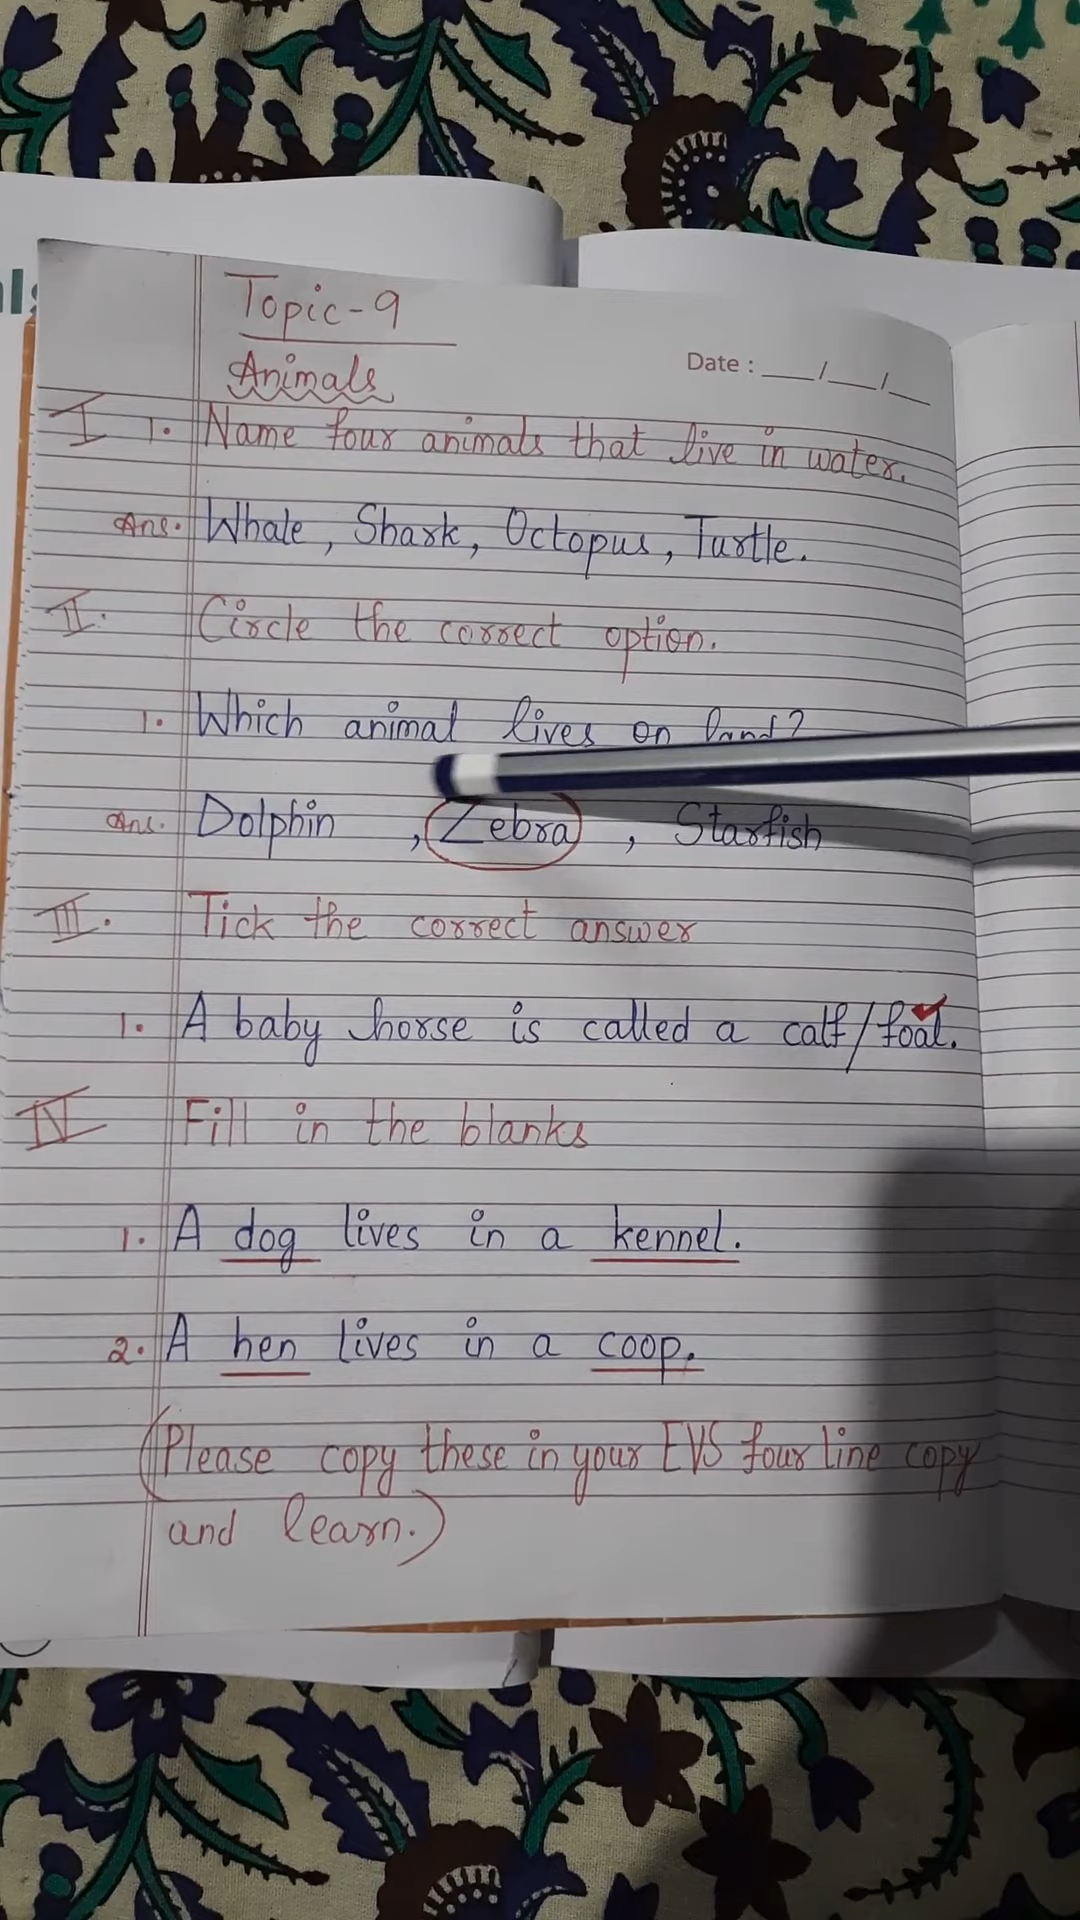 Topic-9
Animals
Date : ___/___/___
I 1. Name four animals that live in water.
Ans. Whale, Shark, Octopus, Turtle.
II. Circle the correct option.
1. Which animal lives on land?
Ans. Dolphin , Zebra , Starfish
III. Tick the correct answer
1. A baby horse is called a calf/foal.
IV Fill in the blanks
1. A dog lives in a kennel.
2. A hen lives in a coop.
(Please copy these in your EVS four line copy
and learn.)